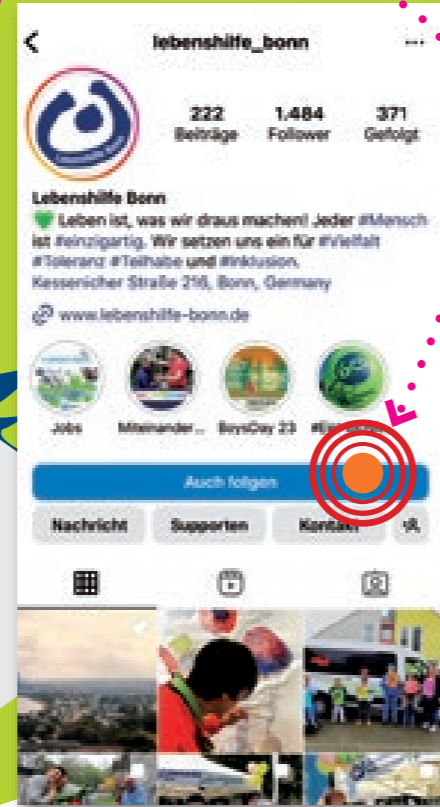 lebenshilfe_bonn
222 1.484 371
Beiträge Follower Gefolgt
Lebenshilfe Bonn
Leben ist, was wir draus machen! Jeder #Mensch
ist #einzigartig. Wir setzen uns ein für #Vielfalt
#Toleranz #Teilhabe und #Inklusion.
Kessenicher Straße 216, Bonn, Germany
www.lebenshilfe-bonn.de
Jobs Miteinander... BoysDay 23
Auch folgen
Nachricht Supporten Kontakt